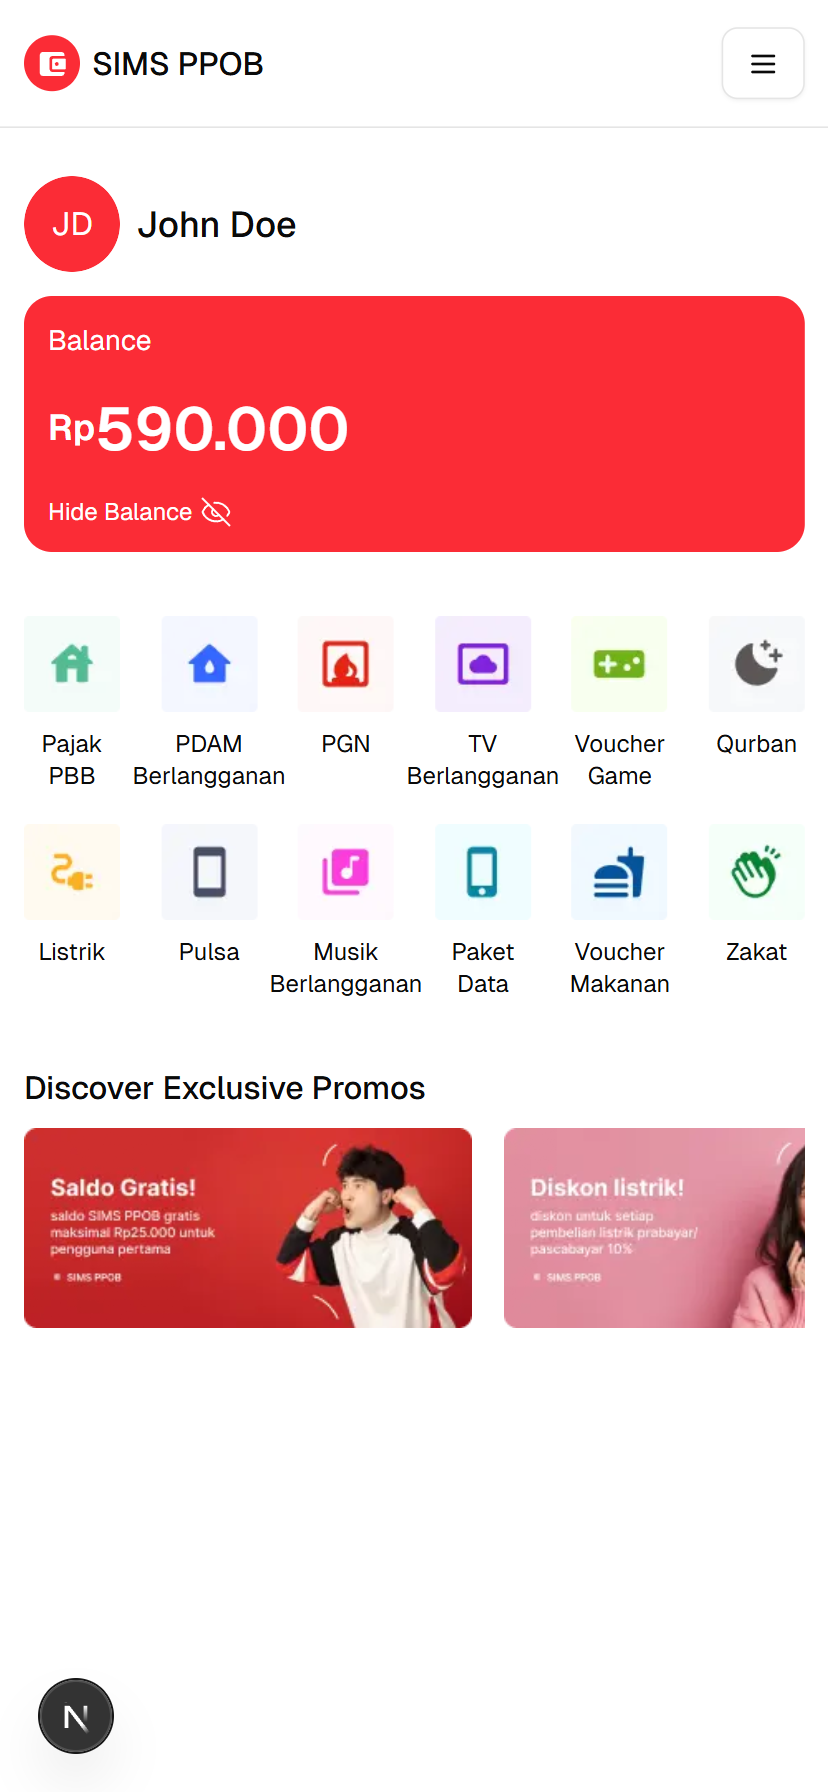 SIMS PPOB
JD
John Doe
Balance
Rp590.000
Hide Balance
Pajak
PBB
PDAM
Berlangganan
PGN
TV
Berlangganan
Voucher
Game
Qurban
Listrik
Pulsa
Musik
Berlangganan
Paket
Data
Voucher
Makanan
Zakat
Discover Exclusive Promos
Saldo Gratis!
saldo SIMS PPOB gratis
maksimal Rp25.000 untuk
pengguna pertama
SIMS PPOB
Diskon listrik!
diskon untuk setiap
pembelian listrik prabayar/
pascabayar 10%
SIMS PPOB
N